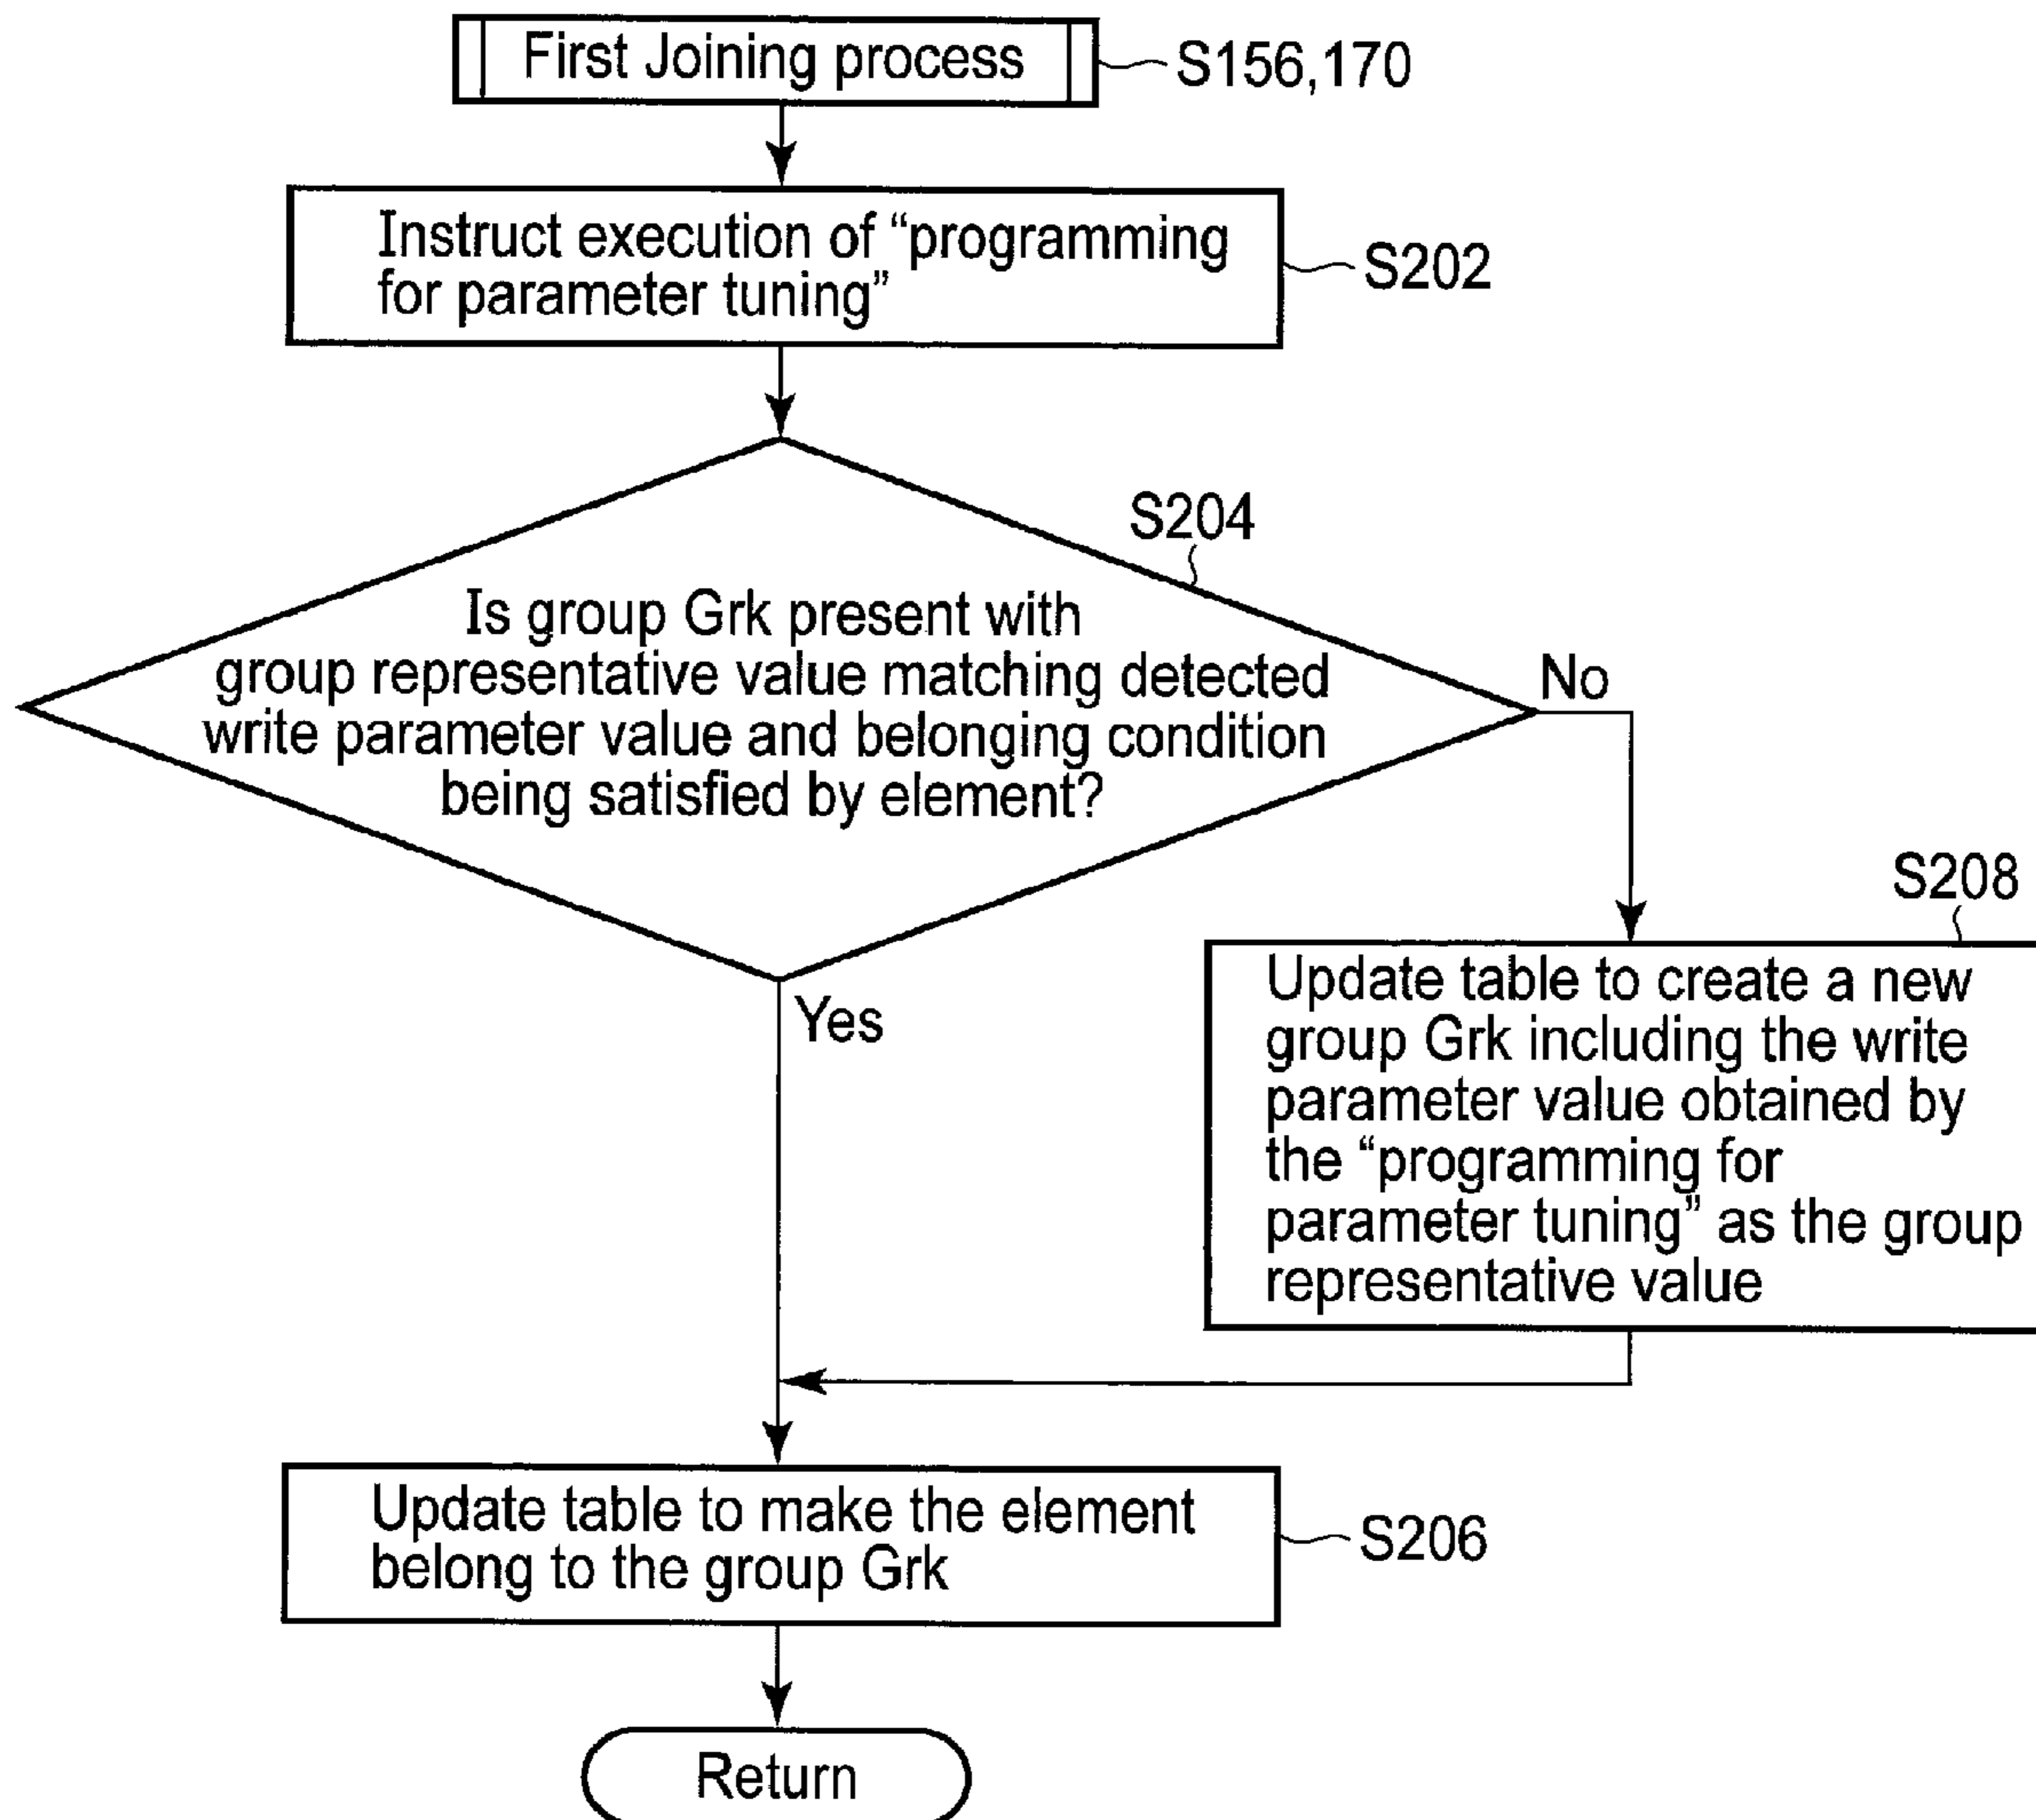 First Joining process
S156,170
Instruct execution of “programming
for parameter tuning”
S202
S204
Is group Grk present with
group representative value matching detected
write parameter value and belonging condition
being satisfied by element?
No
Yes
S208
Update table to create a new
group Grk including the write
parameter value obtained by
the “programming for
parameter tuning” as the group
representative value
Update table to make the element
belong to the group Grk
S206
Return